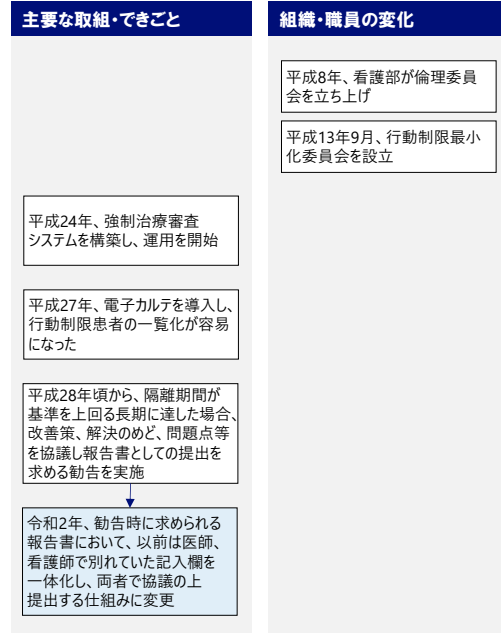 主要な取組・できごと
平成24年、強制治療審査
システムを構築し、運用を開始
平成27年、電子カルテを導入し、
行動制限患者の一覧化が容易
になった
平成28年頃から、隔離期間が
基準を上回る長期に達した場合、
改善策、解決のめど、問題点等
を協議し報告書としての提出を
求める勧告を実施
令和2年、勧告時に求められる
報告書において、以前は医師、
看護師で別れていた記入欄を
一体化し、両者で協議の上
提出する仕組みに変更
組織・職員の変化
平成8年、看護部が倫理委員
会を立ち上げ
平成13年9月、行動制限最小
化委員会を設立